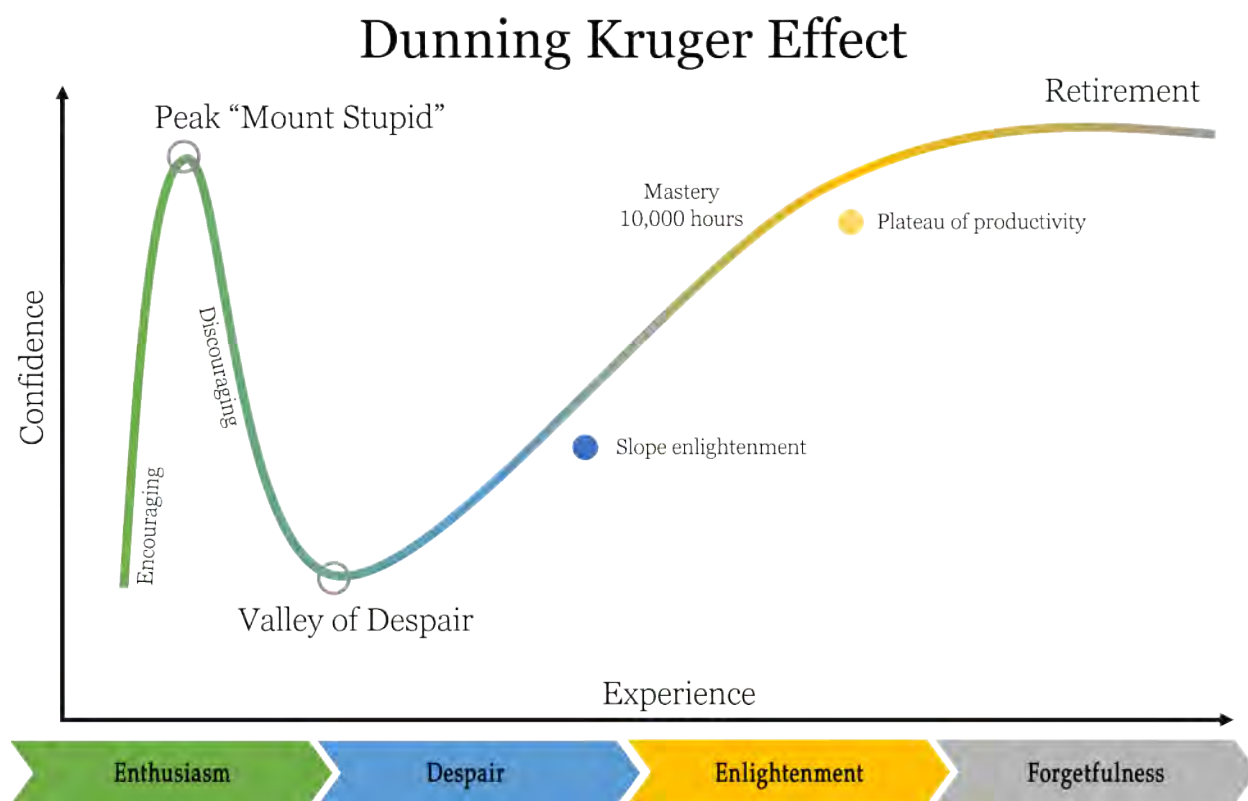 Dunning Kruger Effect
Peak “Mount Stupid”
Retirement
Mastery
10,000 hours
Plateau of productivity
Discouraging
Confidence
Slope enlightenment
Encouraging
Valley of Despair
Experience
Enthusiasm
Despair
Enlightenment
Forgetfulness